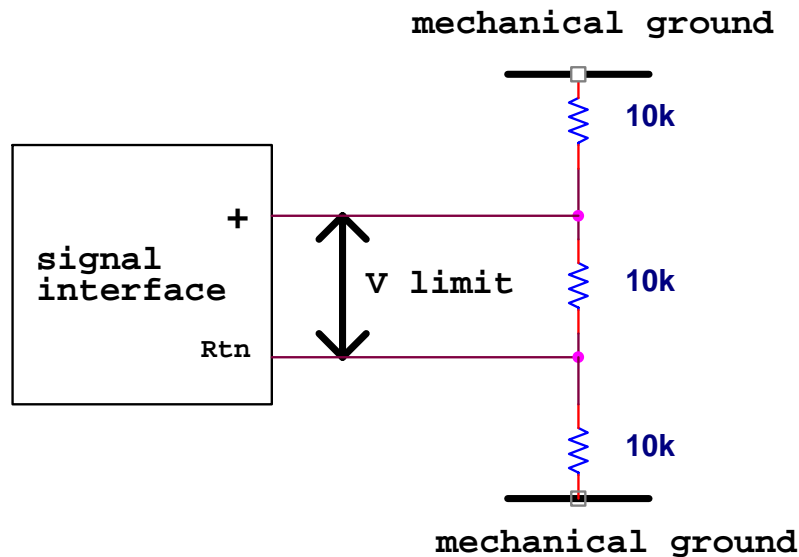 mechanical ground
10k
+
signal
interface
V limit
10k
Rtn
10k
mechanical ground